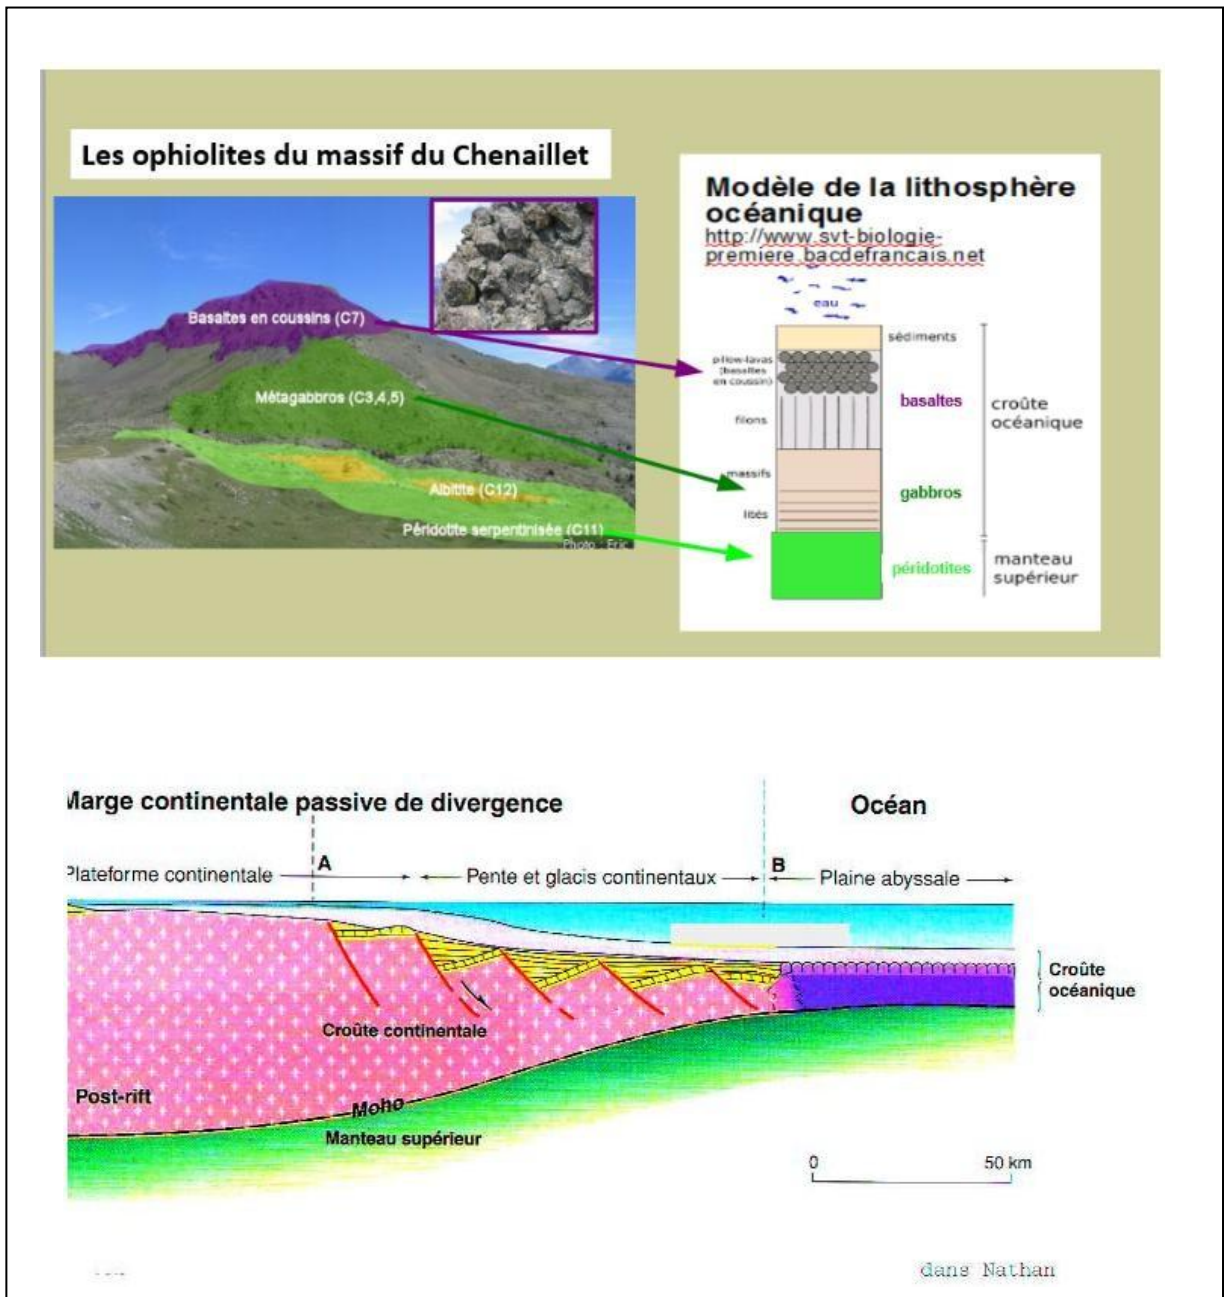 Les ophiolites du massif du Chenaillet
Basaltes en coussins (C7)
Métagabbros (C3,4,5)
Albitite (C12)
Péridotite serpentinisée (C11)
Photo : Eric
Modèle de la lithosphère
océanique
http://www.svt-biologie-
premiere.bacdefrancais.net
eau
sédiments
pillow-lavas
(basaltes
en coussin)
basaltes
croûte
océanique
filons
massifs
gabbros
lités
péridotites
manteau
supérieur
Marge continentale passive de divergence
Océan
A
B
Plateforme continentale
Pente et glacis continentaux
Plaine abyssale
Croûte
océanique
Croûte continentale
Post-rift
Moho
Manteau supérieur
0
50 km
dans Nathan